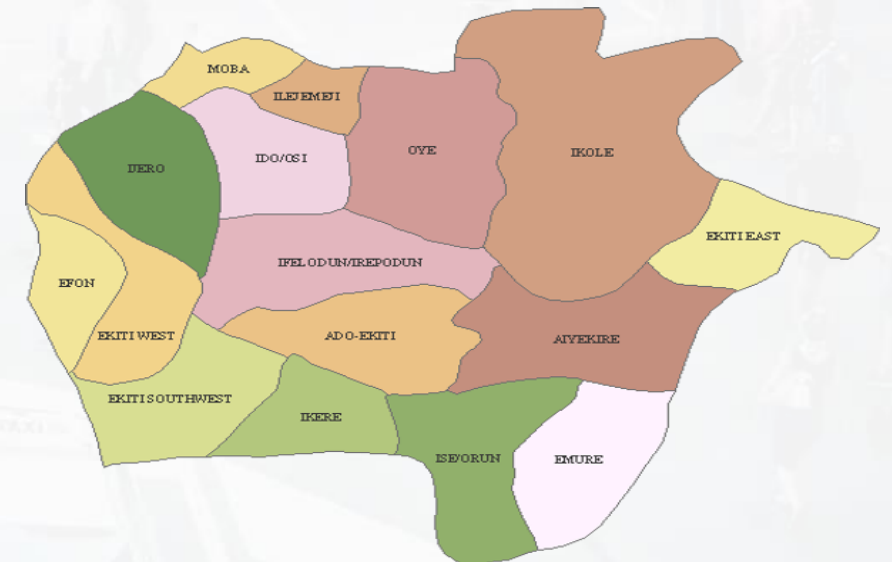 MOBA
ILEJEMEJI
OYE
IKOLE
IJERO
IDO/OSI
EKITI EAST
IFELODUN/IREPODUN
EFON
EKITI WEST
ADO-EKITI
AIYEKIRE
EKITI SOUTHWEST
IKERE
ISE/ORUN
EMURE